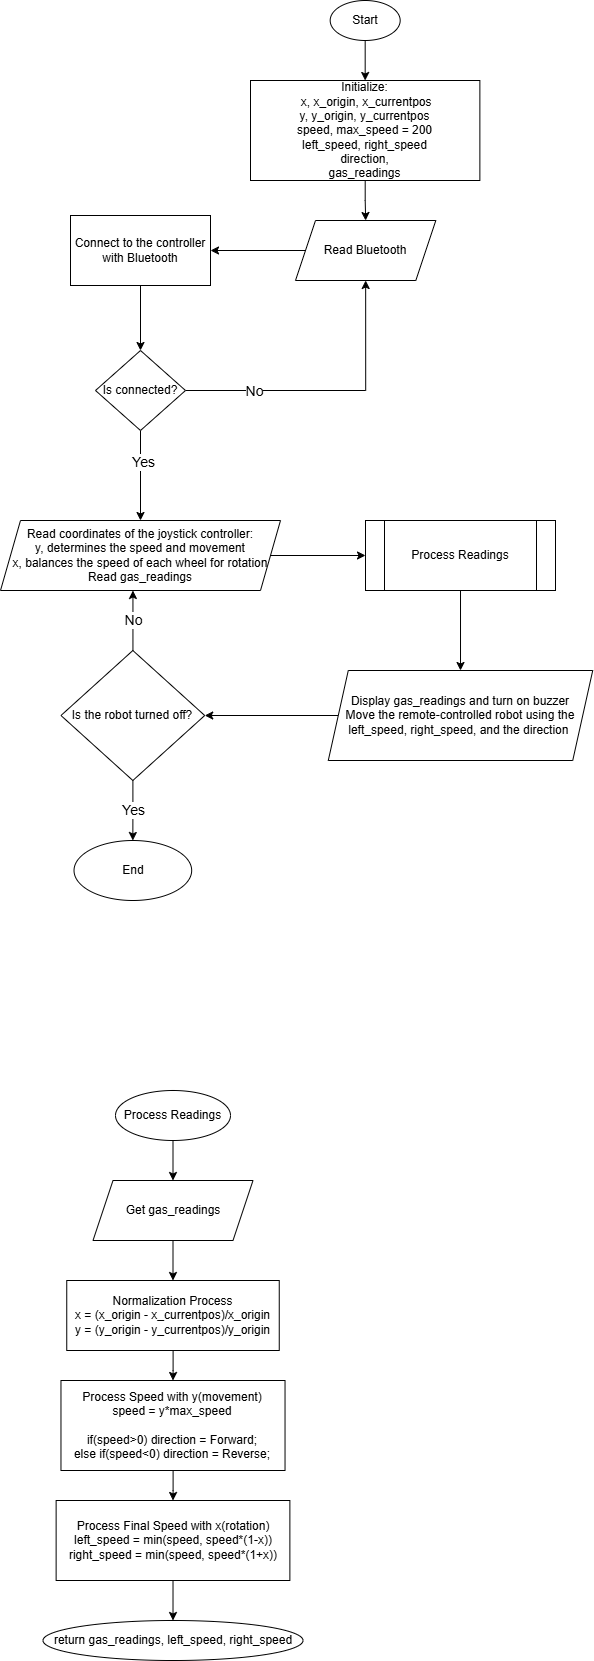 Start
Initialize:
x, x_origin, x_currentpos
y, y_origin, y_currentpos
speed, max_speed = 200
left_speed, right_speed
direction,
gas_readings
Read Bluetooth
Connect to the controller
with Bluetooth
Is connected?
No
Yes
Read coordinates of the joystick controller:
y, determines the speed and movement
x, balances the speed of each wheel for rotation
Read gas_readings
Process Readings
No
Display gas_readings and turn on buzzer
Move the remote-controlled robot using the
left_speed, right_speed, and the direction
Is the robot turned off?
Yes
End
Process Readings
Get gas_readings
Normalization Process
x = (x_origin - x_currentpos)/x_origin
y = (y_origin - y_currentpos)/y_origin
Process Speed with y(movement)
speed = y*max_speed
if(speed>0) direction = Forward;
else if(speed<0) direction = Reverse;
Process Final Speed with x(rotation)
left_speed = min(speed, speed*(1-x))
right_speed = min(speed, speed*(1+x))
return gas_readings, left_speed, right_speed